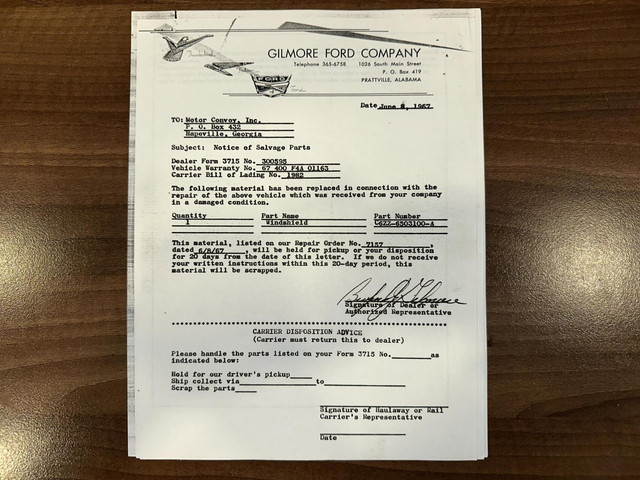 GILMORE FORD COMPANY
Telephone 365-6758 1026 South Main Street
P. O. Box 419
PRATTVILLE, ALABAMA
FORD
Date June 8, 1967
TO: Motor Convoy, Inc.
P. O. Box 432
Hapeville, Georgia
Subject: Notice of Salvage Parts
Dealer Form 3715 No. 300595
Vehicle Warranty No. 67 400 F4A 01163
Carrier Bill of Lading No. 1982
The following material has been replaced in connection with the
repair of the above vehicle which was received from your company
in a damaged condition.
Quantity Part Name Part Number
1 Windshield C6ZZ-6503100-A
This material, listed on our Repair Order No. 7157,
dated 6/8/67, will be held for pickup or your disposition
for 20 days from the date of this letter. If we do not receive
your written instructions within this 20-day period, this
material will be scrapped.
Signature of Dealer or
Authorized Representative
CARRIER DISPOSITION ADVICE
(Carrier must return this to dealer)
Please handle the parts listed on your Form 3715 No. as
indicated below:
Hold for our driver's pickup
Ship collect via to
Scrap the parts
Signature of Haulaway or Rail
Carrier's Representative
Date